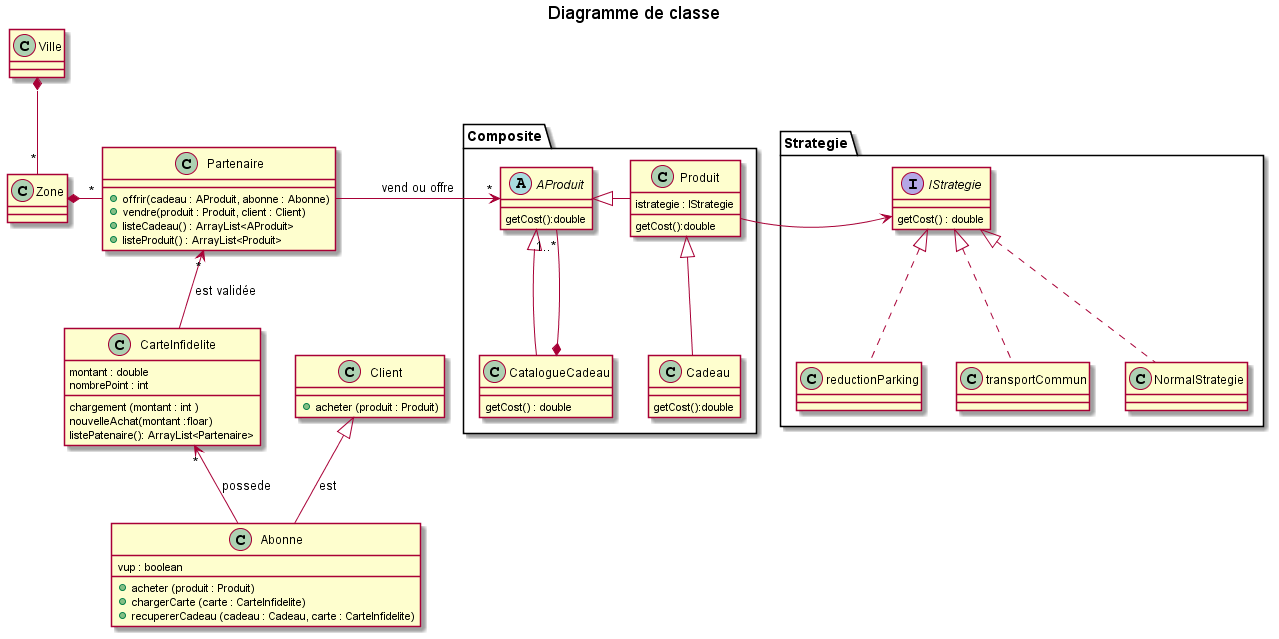 Diagramme de classe
C Ville
*
C Zone
*
C Partenaire
offrir(cadeau : AProduit, abonne : Abonne)
vendre(produit : Produit, client : Client)
listeCadeau() : ArrayList<AProduit>
listeProduit() : ArrayList<Produit>
vend ou offre
*
Composite
A AProduit
getCost():double
1..*
C Produit
istrategie : IStrategie
getCost():double
Strategie
I IStrategie
getCost() : double
*
est validée
C CarteInfidelite
montant : double
nombrePoint : int
chargement (montant : int )
nouvelleAchat(montant :floar)
listePatenaire(): ArrayList<Partenaire>
C Client
acheter (produit : Produit)
C CatalogueCadeau
getCost() : double
C Cadeau
getCost():double
C reductionParking
C transportCommun
C NormalStrategie
*
possede
est
C Abonne
vup : boolean
acheter (produit : Produit)
chargerCarte (carte : CarteInfidelite)
recupererCadeau (cadeau : Cadeau, carte : CarteInfidelite)